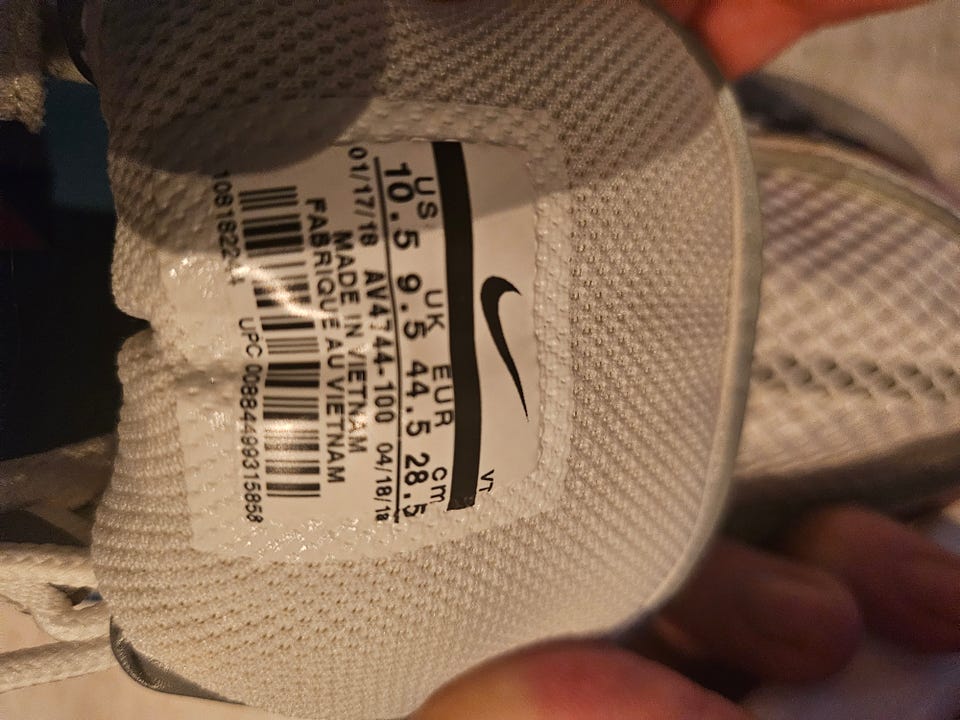 VT
US UK EUR cm
10.5 9.5 44.5 28.5
01/17/18 AV4744-100 04/18/18
MADE IN VIETNAM
FABRIQUE AU VIETNAM
UPC 00884499315858